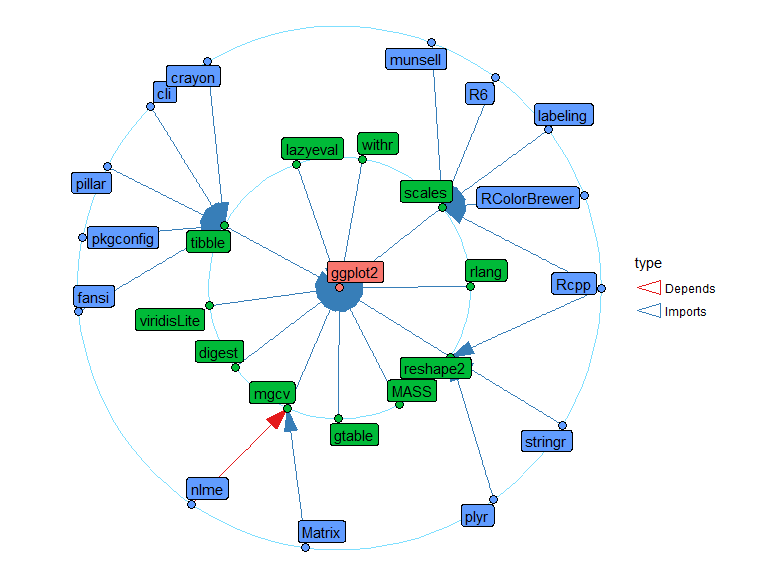 munsell
crayon
R6
cli
labeling
withr
lazyeval
pillar
scales
RColorBrewer
pkgconfig
tibble
type
ggplot2
rlang
Rcpp
Depends
fansi
Imports
viridisLite
digest
reshape2
mgcv
MASS
gtable
stringr
nlme
plyr
Matrix